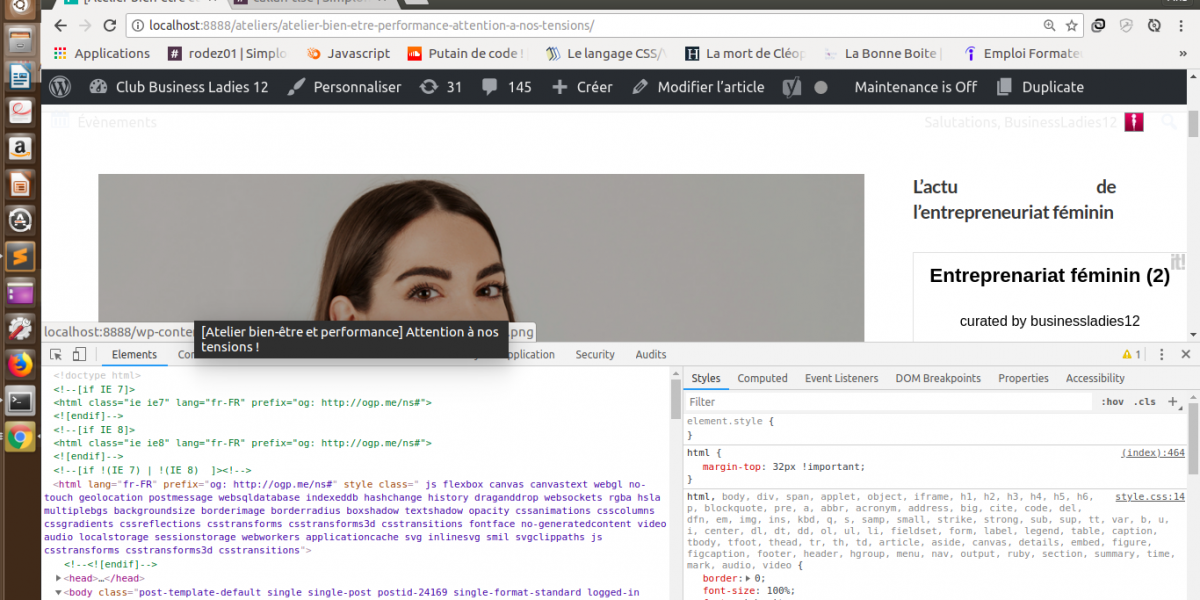 localhost:8888/ateliers/atelier-bien-etre-performance-attention-a-nos-tensions/
Applications # rodez01 | Simplo Javascript Putain de code ! Le langage CSS/ La mort de Cléop La Bonne Boite | Emploi Formate »
Club Business Ladies 12 Personnaliser 31 145 + Créer Modifier l'article Maintenance is Off Duplicate
Évènements Salutations, BusinessLadies12
L'actu de
l'entrepreneuriat féminin
it!
Entreprenariat féminin (2)
curated by businessladies12
localhost:8888/wp-conte .png
[Atelier bien-être et performance] Attention à nos
tensions !
Elements Co pplication Security Audits 1
<!doctype html>
<!--[if IE 7]>
<html class="ie ie7" lang="fr-FR" prefix="og: http://ogp.me/ns#">
<![endif]-->
<!--[if IE 8]>
<html class="ie ie8" lang="fr-FR" prefix="og: http://ogp.me/ns#">
<![endif]-->
<!--[if !(IE 7) | !(IE 8)  ]><!-->
<html lang="fr-FR" prefix="og: http://ogp.me/ns#" style class=" js flexbox canvas canvastext webgl no-
touch geolocation postmessage websqldatabase indexeddb hashchange history draganddrop websockets rgba hsla
multiplebgs backgroundsize borderimage borderradius boxshadow textshadow opacity cssanimations csscolumns
cssgradients cssreflections csstransforms csstransforms3d csstransitions fontface no-generatedcontent video
audio localstorage sessionstorage webworkers applicationcache svg inlinesvg smil svgclippaths js
csstransforms csstransforms3d csstransitions">
<!--<![endif]-->
<head>…</head>
<body class="post-template-default single single-post postid-24169 single-format-standard logged-in
Styles Computed Event Listeners DOM Breakpoints Properties Accessibility
Filter :hov .cls +
element.style {
}
html { (index):464
margin-top: 32px !important;
}
html, body, div, span, applet, object, iframe, h1, h2, h3, h4, h5, h6, style.css:14
p, blockquote, pre, a, abbr, acronym, address, big, cite, code, del,
dfn, em, img, ins, kbd, q, s, samp, small, strike, strong, sub, sup, tt, var, b, u,
i, center, dl, dt, dd, ol, ul, li, fieldset, form, label, legend, table, caption,
tbody, tfoot, thead, tr, th, td, article, aside, canvas, details, embed, figure,
figcaption, footer, header, hgroup, menu, nav, output, ruby, section, summary, time,
mark, audio, video {
border: 0;
font-size: 100%;